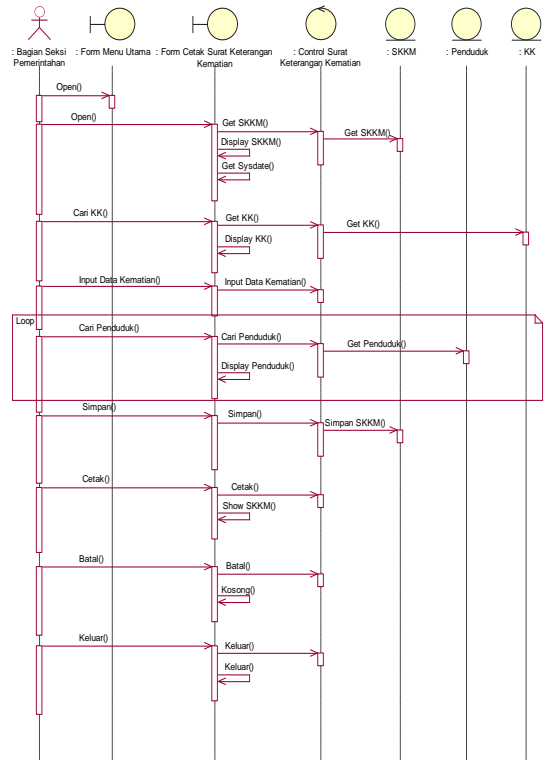 : Bagian Seksi
Pemerintahan
: Form Menu Utama
: Form Cetak Surat Keterangan
Kematian
: Control Surat
Keterangan Kematian
: SKKM
: Penduduk
: KK
Open()
Open()
Get SKKM()
Get SKKM()
Display SKKM()
Get Sysdate()
Cari KK()
Get KK()
Get KK()
Display KK()
Input Data Kematian()
Input Data Kematian()
Loop
Cari Penduduk()
Cari Penduduk()
Get Penduduk()
Display Penduduk()
Simpan()
Simpan()
Simpan SKKM()
Cetak()
Cetak()
Show SKKM()
Batal()
Batal()
Kosong()
Keluar()
Keluar()
Keluar()